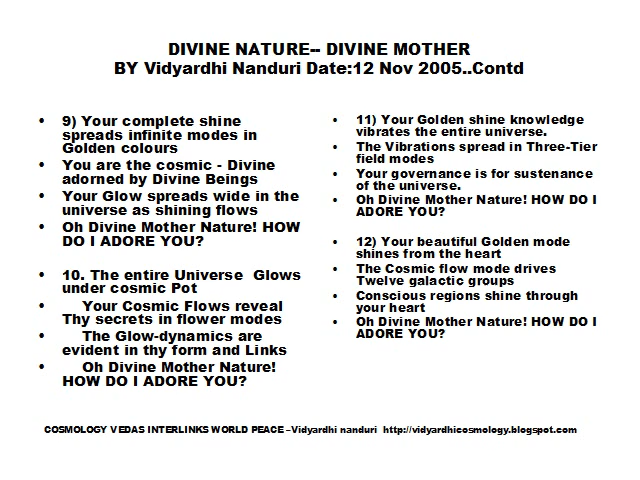 DIVINE NATURE-- DIVINE MOTHER
BY Vidyardhi Nanduri Date:12 Nov 2005..Contd
• 9) Your complete shine
spreads infinite modes in
Golden colours
• You are the cosmic - Divine
adorned by Divine Beings
• Your Glow spreads wide in the
universe as shining flows
• Oh Divine Mother Nature! HOW
DO I ADORE YOU?
• 10. The entire Universe Glows
under cosmic Pot
• Your Cosmic Flows reveal
Thy secrets in flower modes
• The Glow-dynamics are
evident in thy form and Links
• Oh Divine Mother Nature!
HOW DO I ADORE YOU?
• 11) Your Golden shine knowledge
vibrates the entire universe.
• The Vibrations spread in Three-Tier
field modes
• Your governance is for sustenance
of the universe.
• Oh Divine Mother Nature! HOW DO I
ADORE YOU?
• 12) Your beautiful Golden mode
shines from the heart
• The Cosmic flow mode drives
Twelve galactic groups
• Conscious regions shine through
your heart
• Oh Divine Mother Nature! HOW DO I
ADORE YOU?
COSMOLOGY VEDAS INTERLINKS WORLD PEACE –Vidyardhi nanduri http://vidyardhicosmology.blogspot.com